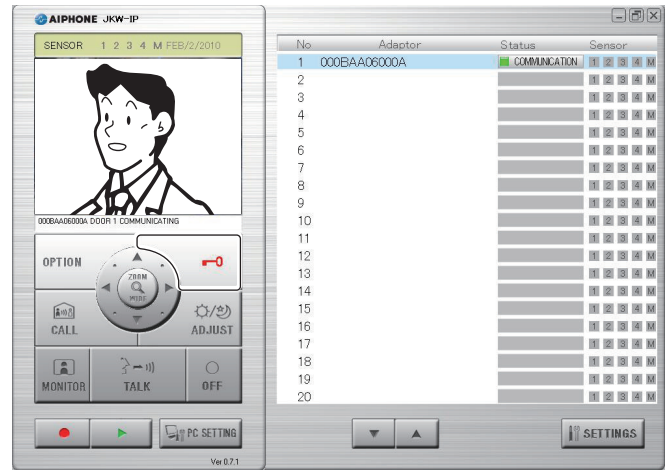 AIPHONE JKW-IP
SENSOR 1 2 3 4 M FEB/2/2010
000BAA06000A DOOR 1 COMMUNICATING
OPTION
ZOOM
WIDE
CALL
ADJUST
MONITOR
TALK
OFF
PC SETTING
Ver 0.7.1
No Adaptor Status Sensor
1 000BAA06000A COMMUNICATION 1 2 3 4 M
2 1 2 3 4 M
3 1 2 3 4 M
4 1 2 3 4 M
5 1 2 3 4 M
6 1 2 3 4 M
7 1 2 3 4 M
8 1 2 3 4 M
9 1 2 3 4 M
10 1 2 3 4 M
11 1 2 3 4 M
12 1 2 3 4 M
13 1 2 3 4 M
14 1 2 3 4 M
15 1 2 3 4 M
16 1 2 3 4 M
17 1 2 3 4 M
18 1 2 3 4 M
19 1 2 3 4 M
20 1 2 3 4 M
SETTINGS